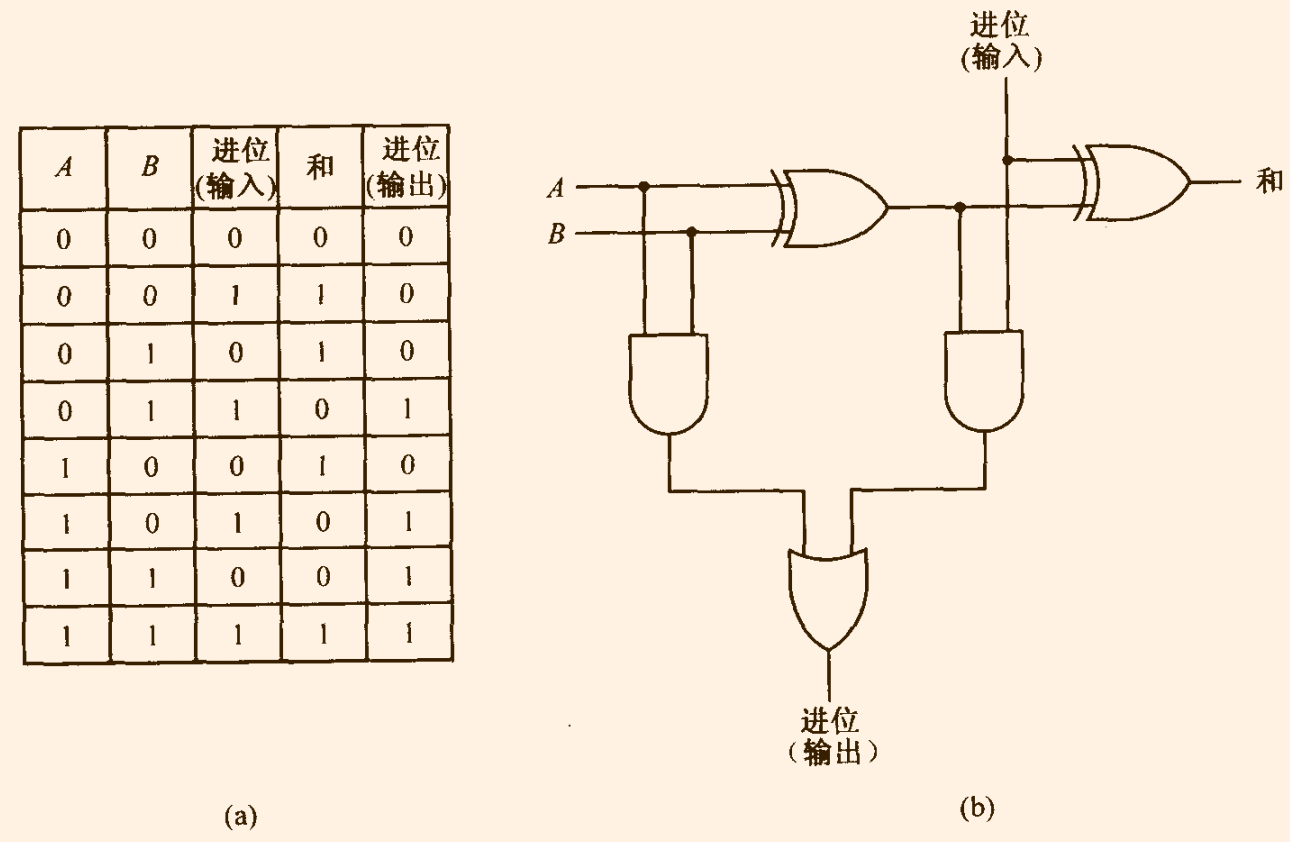 A B 进位(输入) 和 进位(输出)
0 0 0 0 0
0 0 1 1 0
0 1 0 1 0
0 1 1 0 1
1 0 0 1 0
1 0 1 0 1
1 1 0 0 1
1 1 1 1 1
(a)
进位
(输入)
A
B
和
进位
(输出)
(b)